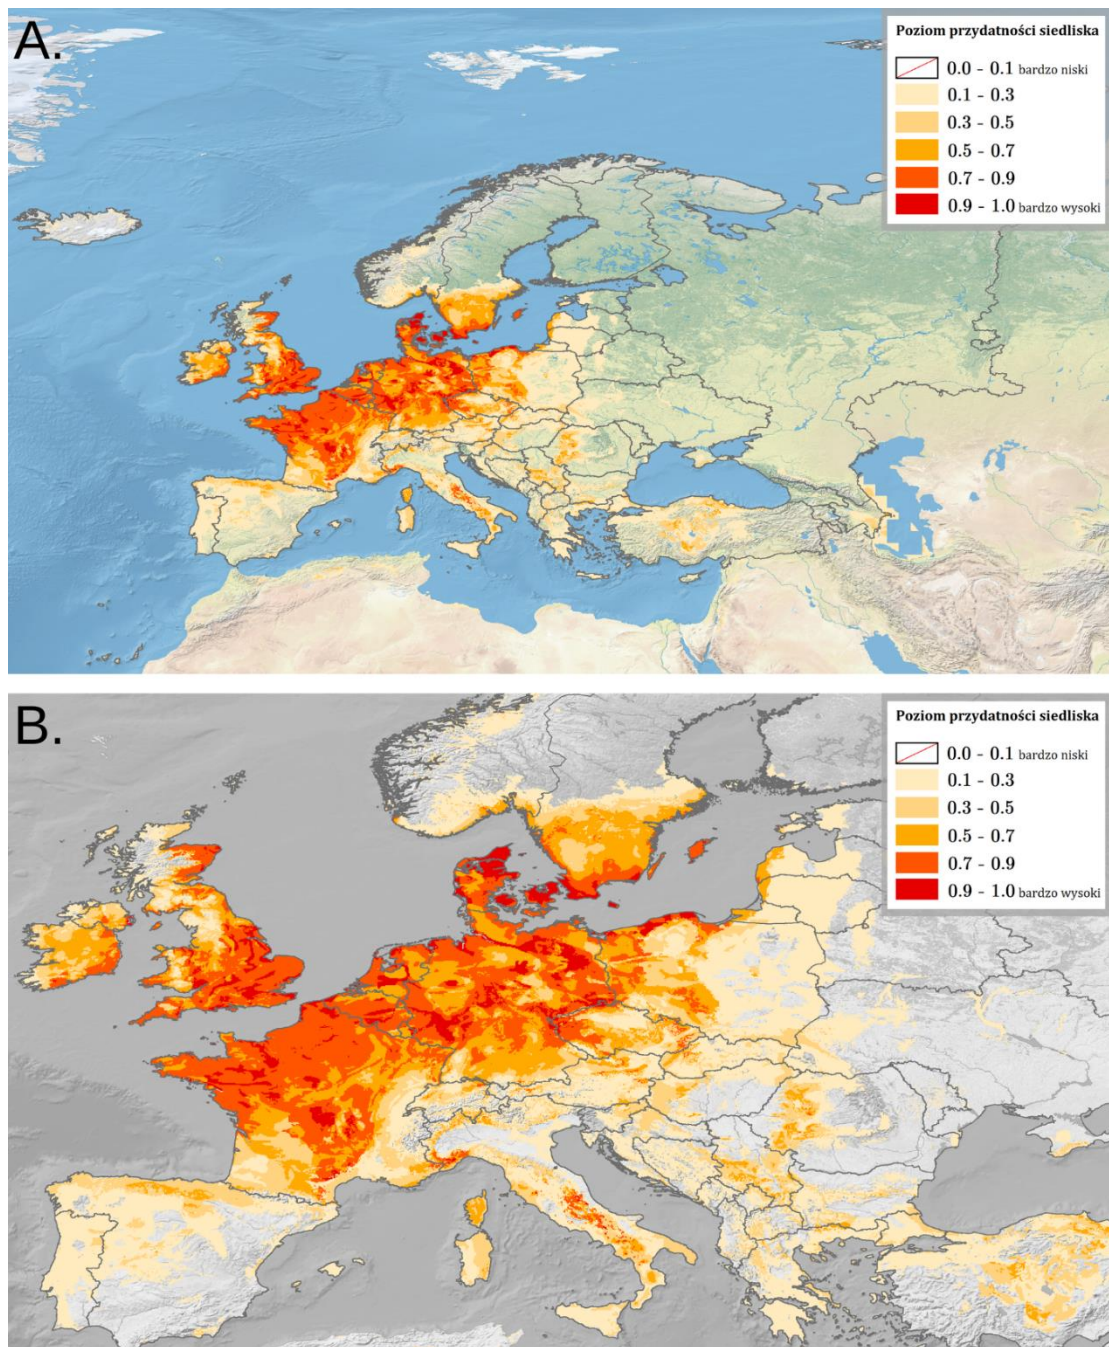 A.
Poziom przydatności siedliska
0.0 - 0.1 bardzo niski
0.1 - 0.3
0.3 - 0.5
0.5 - 0.7
0.7 - 0.9
0.9 - 1.0 bardzo wysoki
B.
Poziom przydatności siedliska
0.0 - 0.1 bardzo niski
0.1 - 0.3
0.3 - 0.5
0.5 - 0.7
0.7 - 0.9
0.9 - 1.0 bardzo wysoki